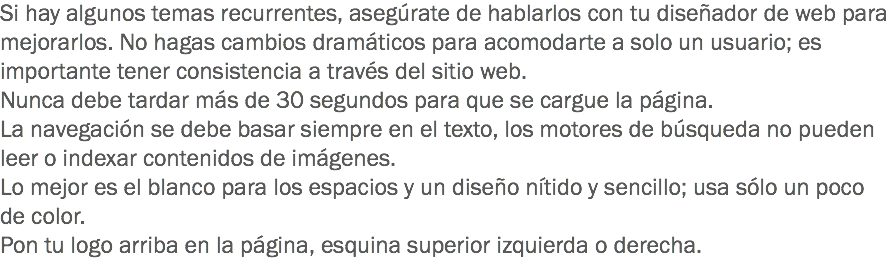 Si hay algunos temas recurrentes, asegúrate de hablarlos con tu diseñador de web para
mejorarlos. No hagas cambios dramáticos para acomodarte a solo un usuario; es
importante tener consistencia a través del sitio web.
Nunca debe tardar más de 30 segundos para que se cargue la página.
La navegación se debe basar siempre en el texto, los motores de búsqueda no pueden
leer o indexar contenidos de imágenes.
Lo mejor es el blanco para los espacios y un diseño nítido y sencillo; usa sólo un poco
de color.
Pon tu logo arriba en la página, esquina superior izquierda o derecha.